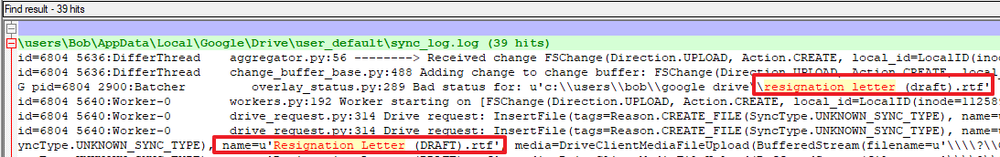 Find result - 39 hits
\users\Bob\AppData\Local\Google\Drive\user_default\sync_log.log (39 hits)
id=6804 5636:DifferThread aggregator.py:56 --------> Received change FSChange(Direction.UPLOAD, Action.CREATE, local_id=LocalID(inode
id=6804 5636:DifferThread change_buffer_base.py:488 Adding change to change buffer: FSChange(Direction.UPLOAD, Action.CREATE, loca
G pid=6804 2900:Batcher overlay_status.py:289 Bad status for: u'c:\\users\\bob\\google drive\\resignation letter (draft).rtf'
id=6804 5640:Worker-0 workers.py:192 Worker starting on [FSChange(Direction.UPLOAD, Action.CREATE, local_id=LocalID(inode=112589
id=6804 5640:Worker-0 drive_request.py:314 Drive request: InsertFile(tags=Reason.CREATE_FILE(SyncType.UNKNOWN_SYNC_TYPE), name=u
id=6804 5640:Worker-0 drive_request.py:314 Drive request: InsertFile(tags=Reason.CREATE_FILE(SyncType.UNKNOWN_SYNC_TYPE), name=u'
yncType.UNKNOWN_SYNC_TYPE), name=u'Resignation Letter (DRAFT).rtf', media=DriveClientMediaFileUpload(BufferedStream(filename=u'\\\\?\\